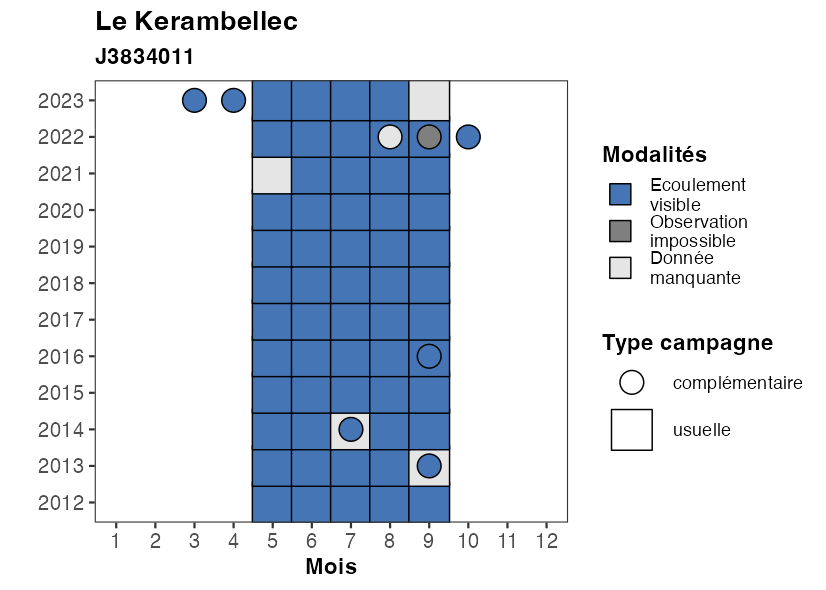 Le Kerambellec
J3834011
2023
2022
2021
2020
2019
2018
2017
2016
2015
2014
2013
2012
1 2 3 4 5 6 7 8 9 10 11 12
Mois
Modalités
Ecoulement
visible
Observation
impossible
Donnée
manquante
Type campagne
complémentaire
usuelle